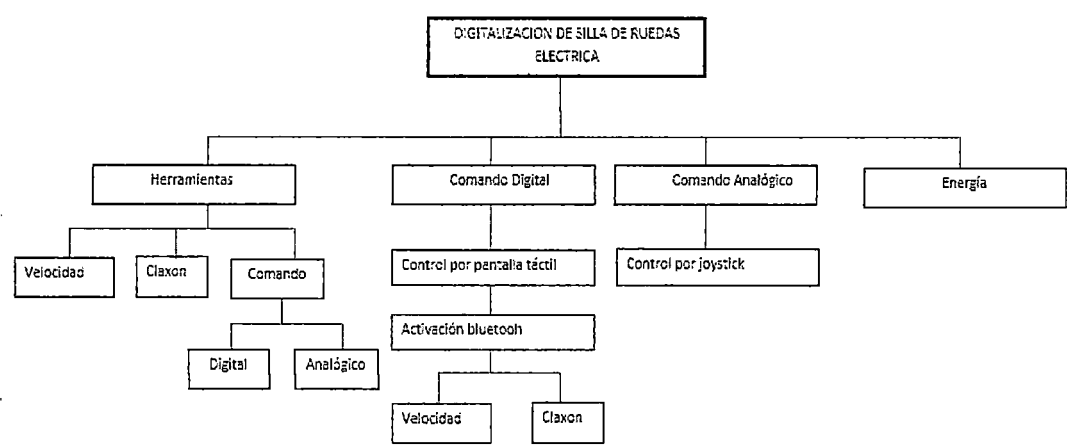 DIGITALIZACION DE SILLA DE RUEDAS
ELECTRICA
Herramientas
Comando Digital
Comando Analógico
Energía
Velocidad
Claxon
Comando
Control por pantalla táctil
Control por joystick
Activación bluetooh
Digital
Analógico
Velocidad
Claxon